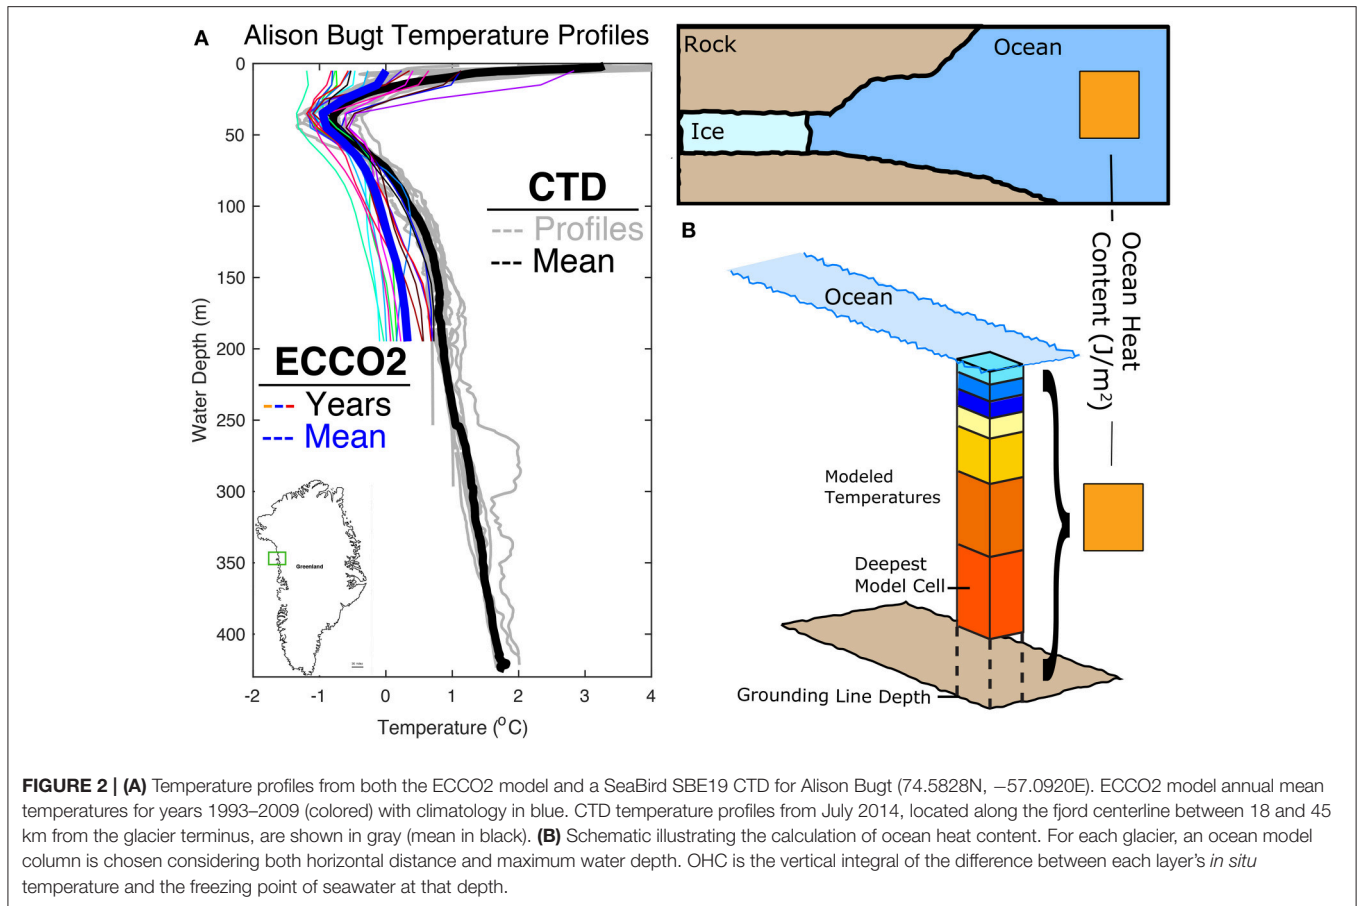 A
Alison Bugt Temperature Profiles
0
50
100
150
200
250
300
350
400
Water Depth (m)
-2
-1
0
1
2
3
4
Temperature (°C)
CTD
Profiles
Mean
ECCO2
Years
Mean
Greenland
Rock
Ocean
Ice
B
Ocean Heat
Content (J/m²)
Ocean
Modeled
Temperatures
Deepest
Model Cell
Grounding Line Depth
FIGURE 2 | (A) Temperature profiles from both the ECCO2 model and a SeaBird SBE19 CTD for Alison Bugt (74.5828N, −57.0920E). ECCO2 model annual mean
temperatures for years 1993–2009 (colored) with climatology in blue. CTD temperature profiles from July 2014, located along the fjord centerline between 18 and 45
km from the glacier terminus, are shown in gray (mean in black). (B) Schematic illustrating the calculation of ocean heat content. For each glacier, an ocean model
column is chosen considering both horizontal distance and maximum water depth. OHC is the vertical integral of the difference between each layer's in situ
temperature and the freezing point of seawater at that depth.